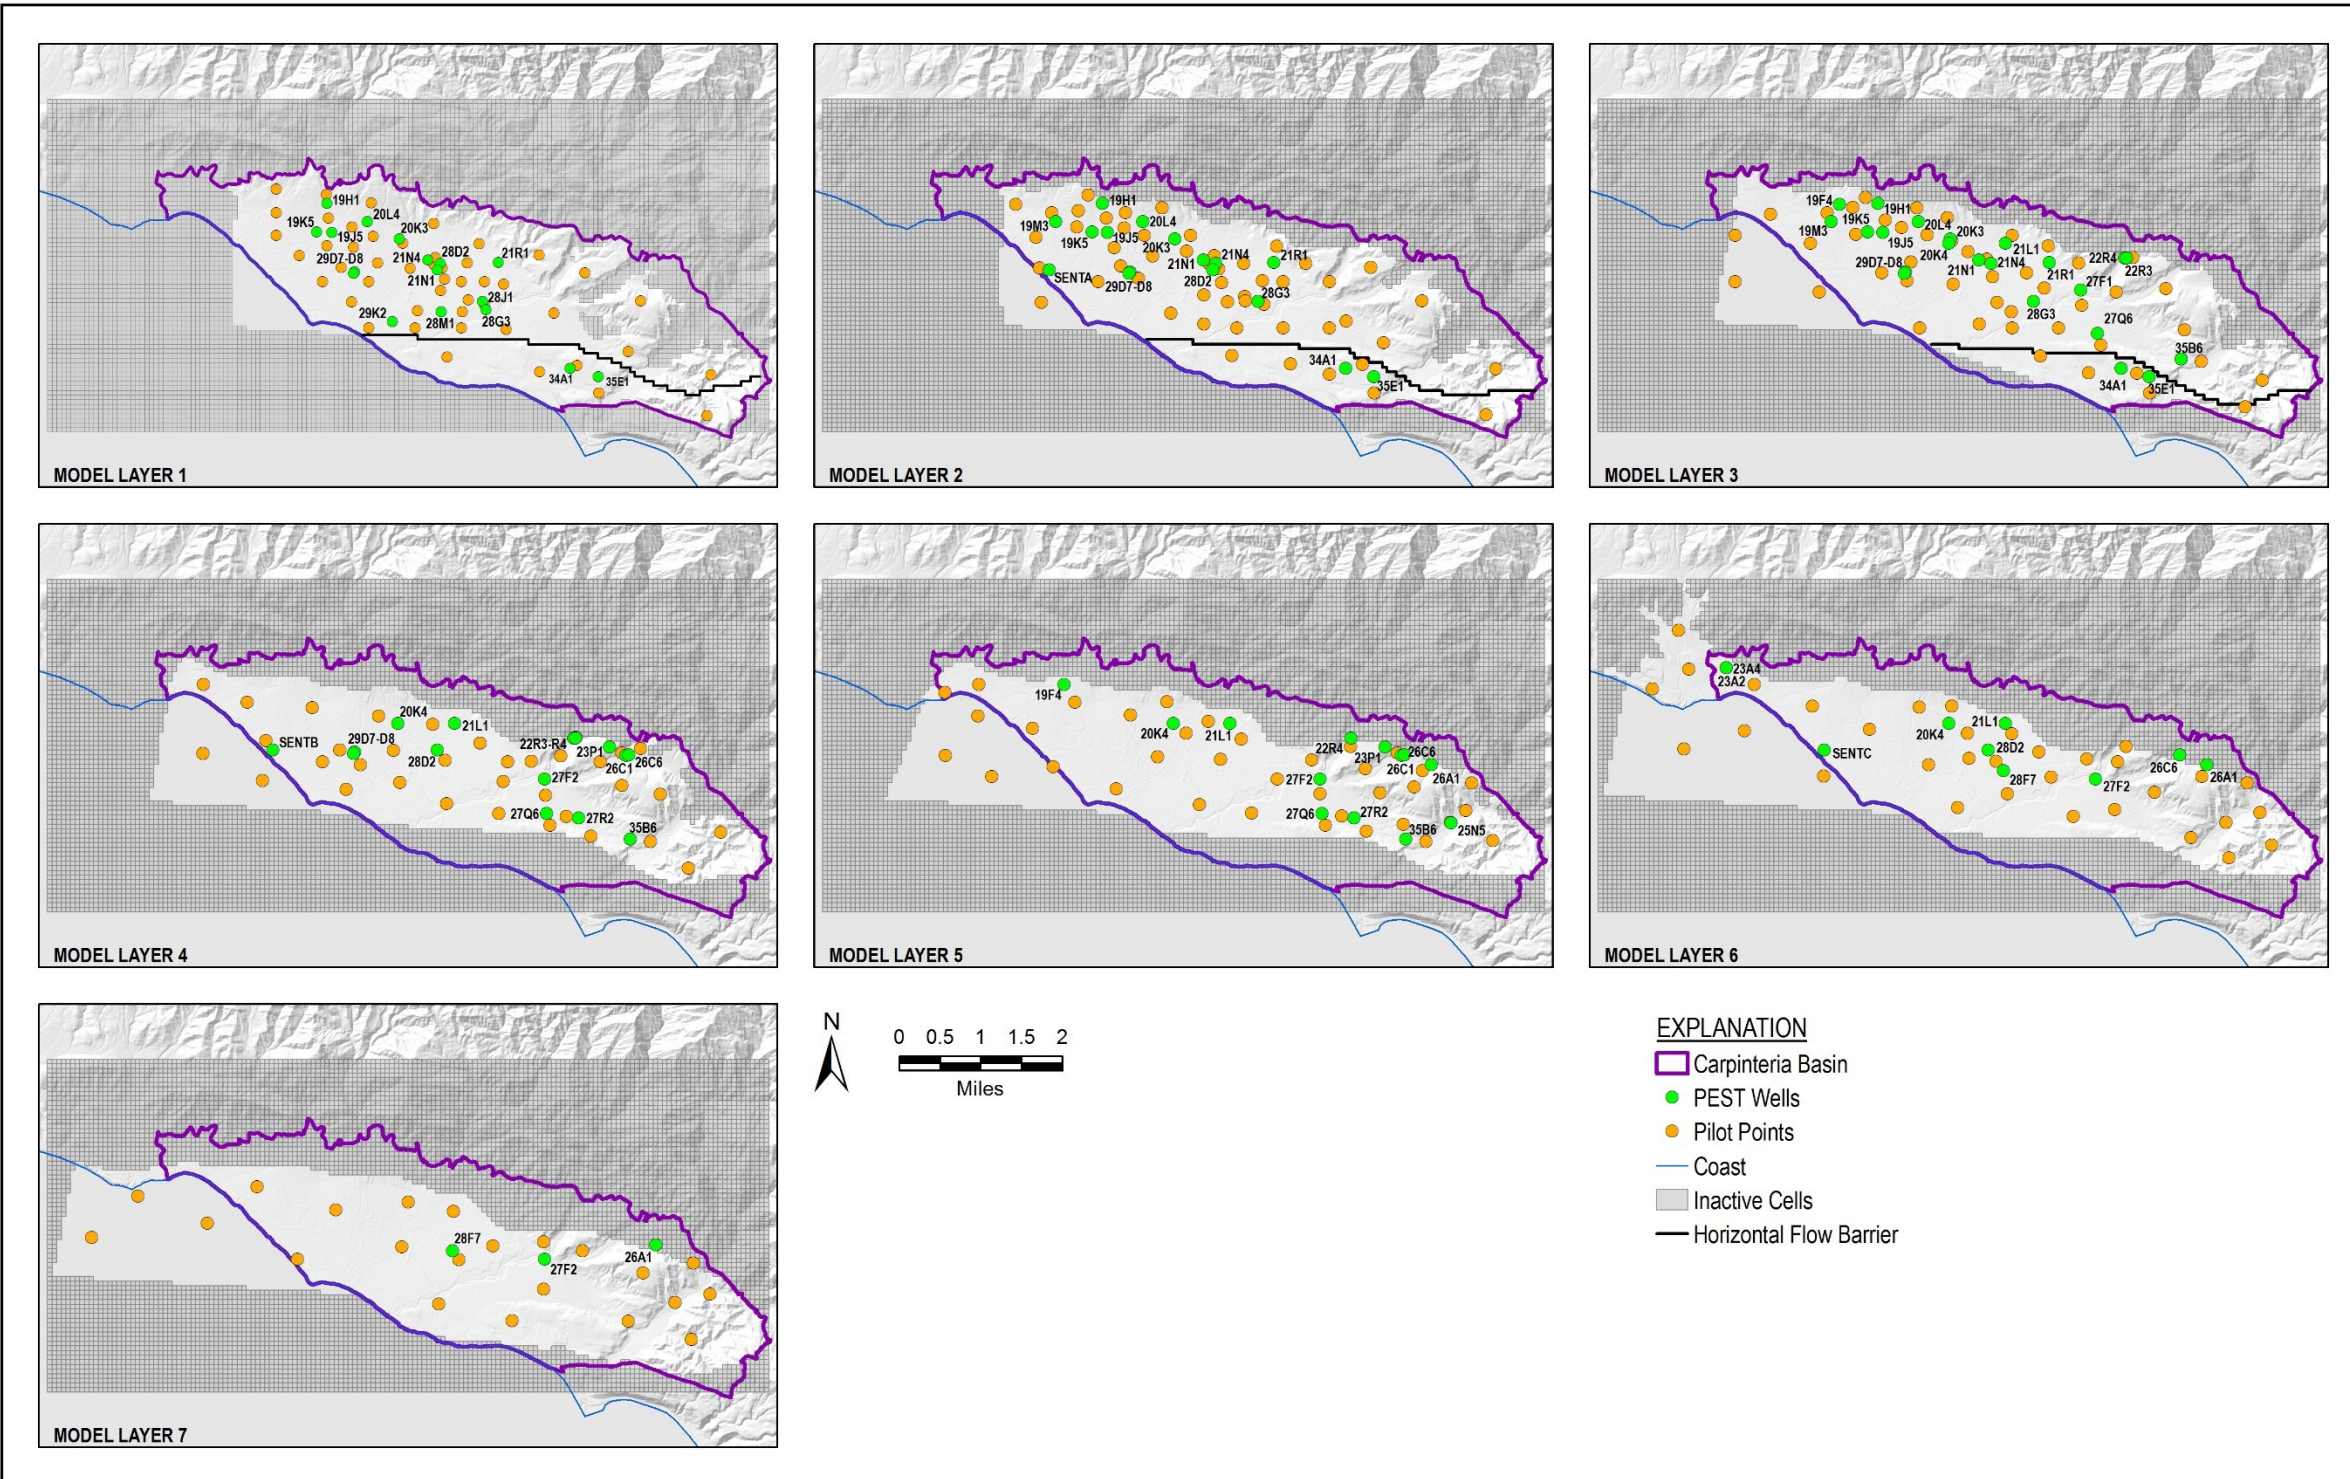 19H1
20L4
19K5
19J5
20K3
28D2
21N4
21R1
29D7-D8
21N1
28J1
29K2
28M1
28G3
34A1
35E1
MODEL LAYER 1
19H1
19M3
20L4
19K5
19J5
20K3
21N4
21R1
21N1
SENTA
29D7-D8
28D2
28G3
34A1
35E1
MODEL LAYER 2
19F4
19H1
19K5
20L4
19M3
20K3
19J5
21L1
20K4
21N4
22R4
29D7-D8
21N1
21R1
22R3
27F1
28G3
27Q6
35B6
34A1
35E1
MODEL LAYER 3
20K4
21L1
SENTB
29D7-D8
22R3-R4
23P1
28D2
26C1
26C6
27F2
27Q6
27R2
35B6
MODEL LAYER 4
19F4
20K4
21L1
22R4
23P1
26C6
26C1
27F2
26A1
27Q6
27R2
35B6
25N5
MODEL LAYER 5
23A4
23A2
21L1
20K4
SENTC
28D2
28F7
27F2
26C6
26A1
MODEL LAYER 6
28F7
27F2
26A1
MODEL LAYER 7
N
0 0.5 1 1.5 2
Miles
EXPLANATION
Carpinteria Basin
PEST Wells
Pilot Points
Coast
Inactive Cells
Horizontal Flow Barrier